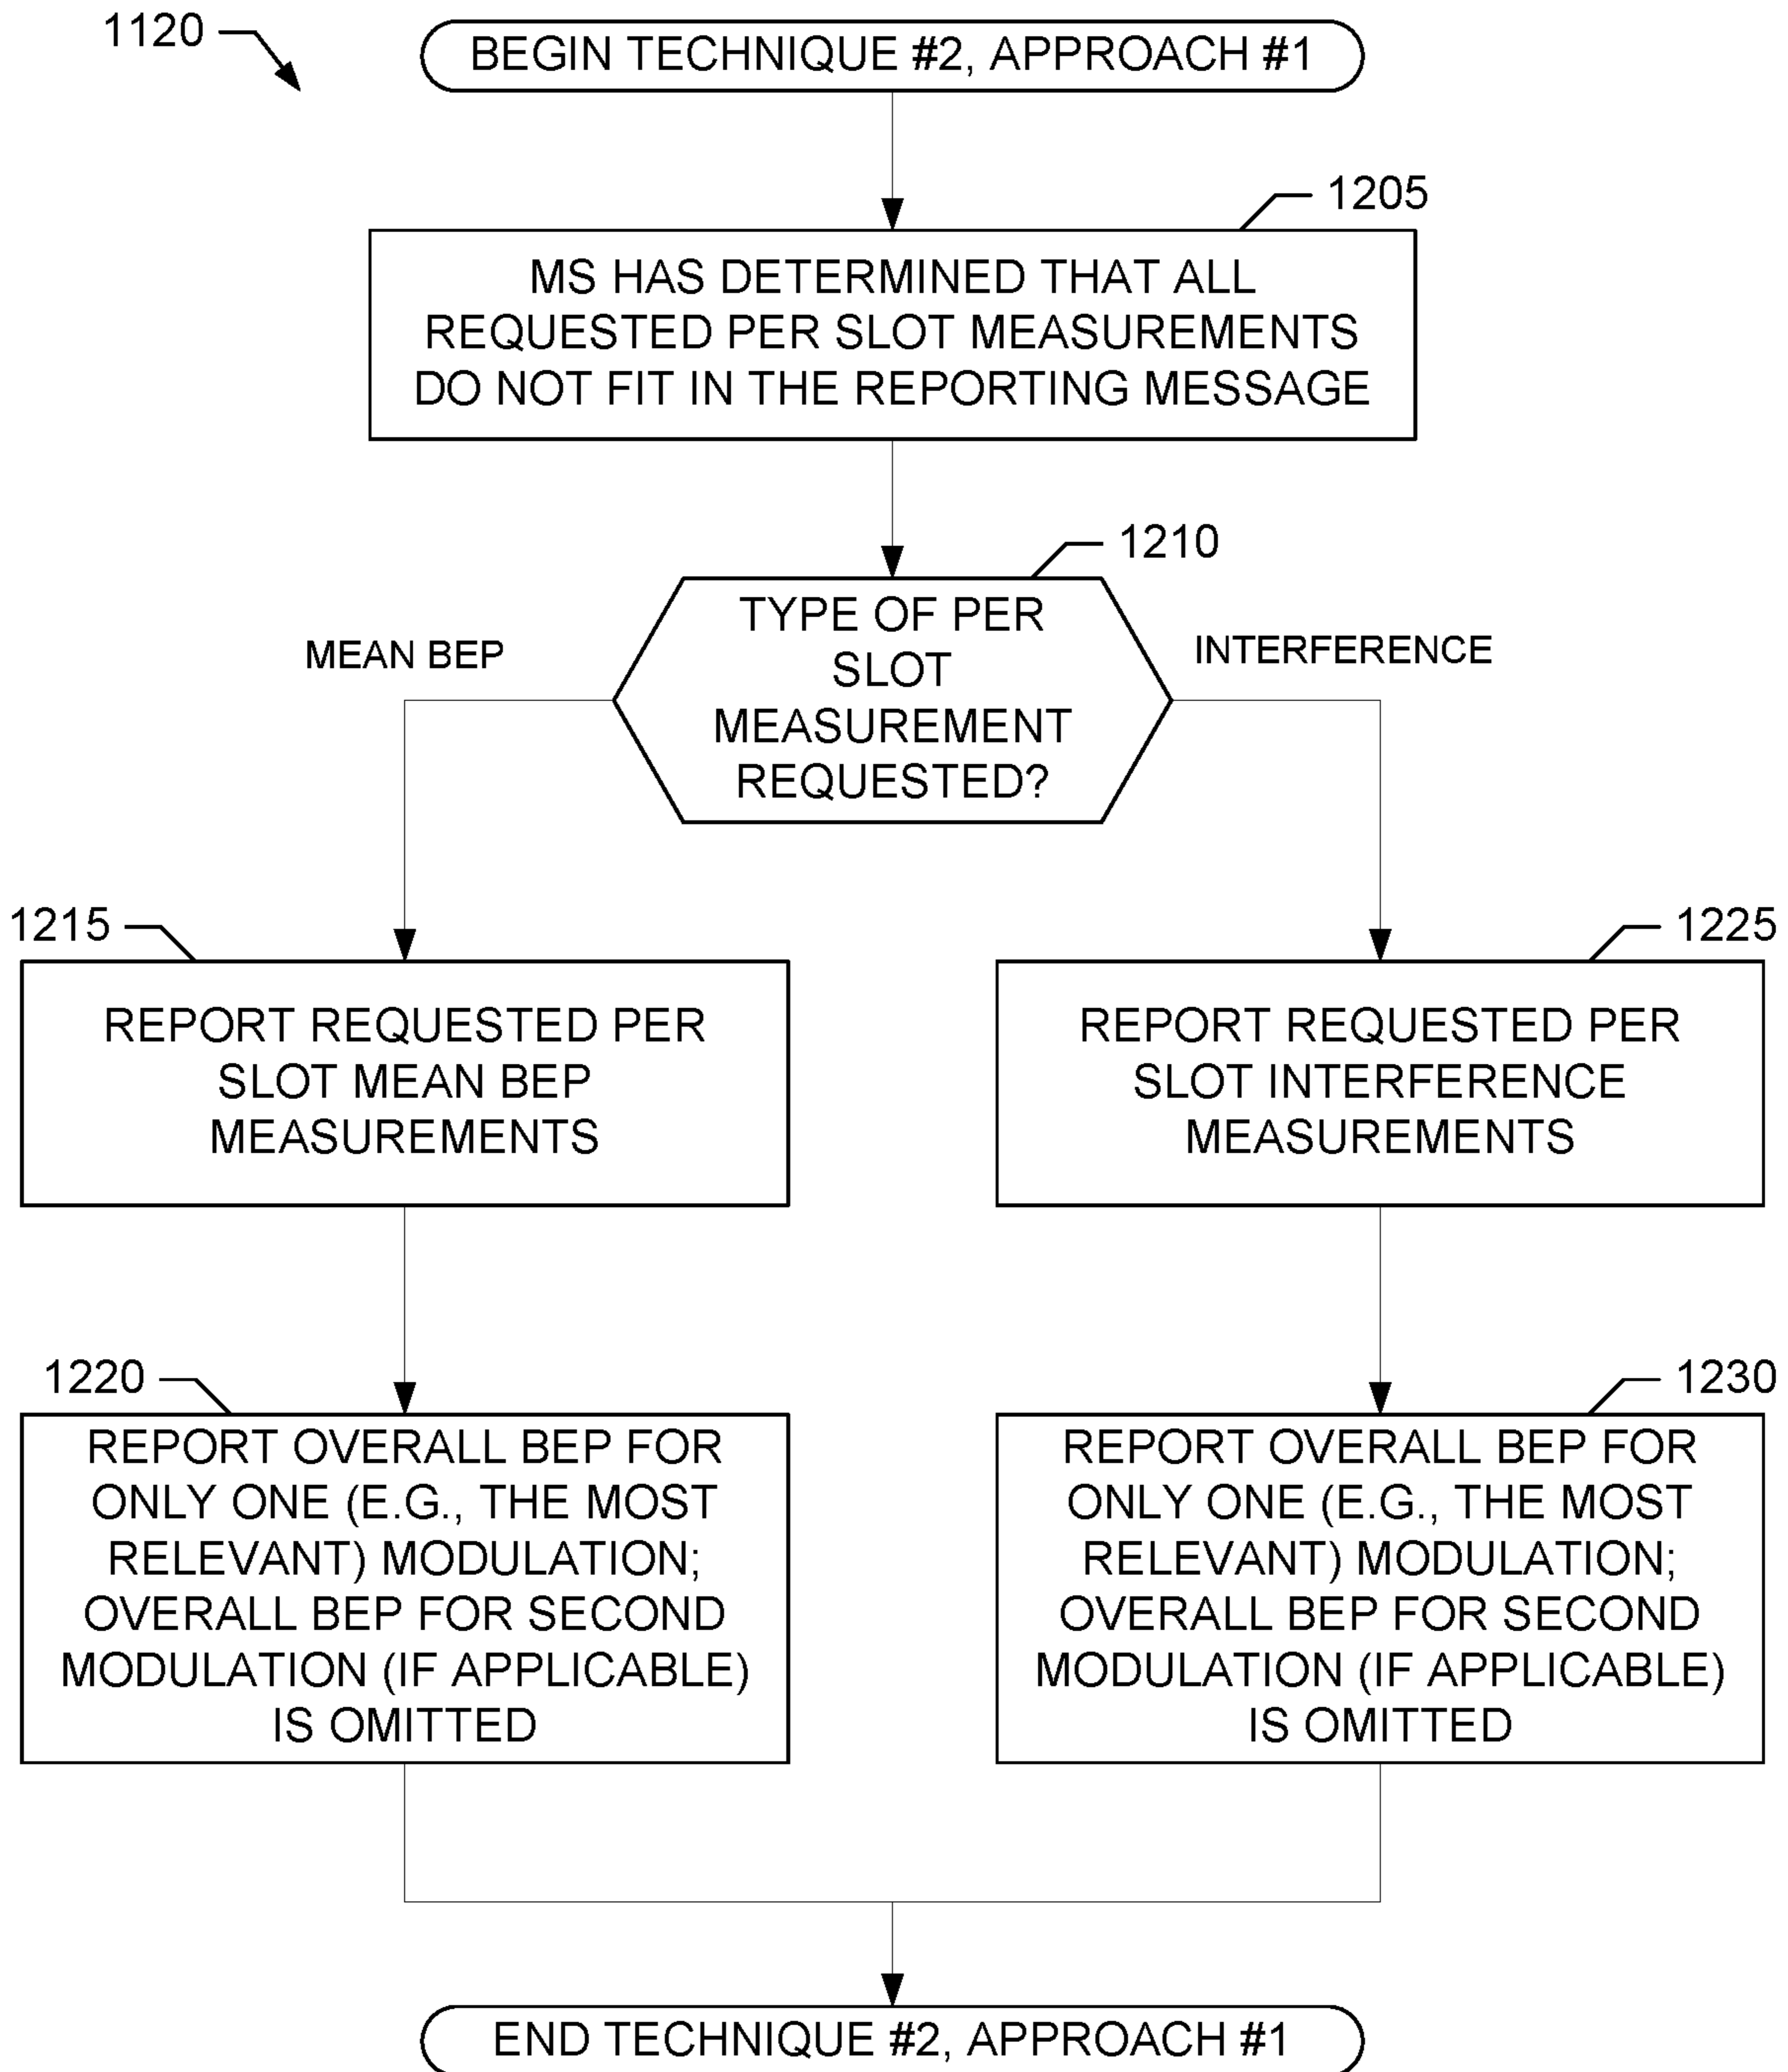 1120
BEGIN TECHNIQUE #2, APPROACH #1
1205
MS HAS DETERMINED THAT ALL
REQUESTED PER SLOT MEASUREMENTS
DO NOT FIT IN THE REPORTING MESSAGE
1210
TYPE OF PER
SLOT
MEASUREMENT
REQUESTED?
MEAN BEP
INTERFERENCE
1215
REPORT REQUESTED PER
SLOT MEAN BEP
MEASUREMENTS
1225
REPORT REQUESTED PER
SLOT INTERFERENCE
MEASUREMENTS
1220
REPORT OVERALL BEP FOR
ONLY ONE (E.G., THE MOST
RELEVANT) MODULATION;
OVERALL BEP FOR SECOND
MODULATION (IF APPLICABLE)
IS OMITTED
1230
REPORT OVERALL BEP FOR
ONLY ONE (E.G., THE MOST
RELEVANT) MODULATION;
OVERALL BEP FOR SECOND
MODULATION (IF APPLICABLE)
IS OMITTED
END TECHNIQUE #2, APPROACH #1